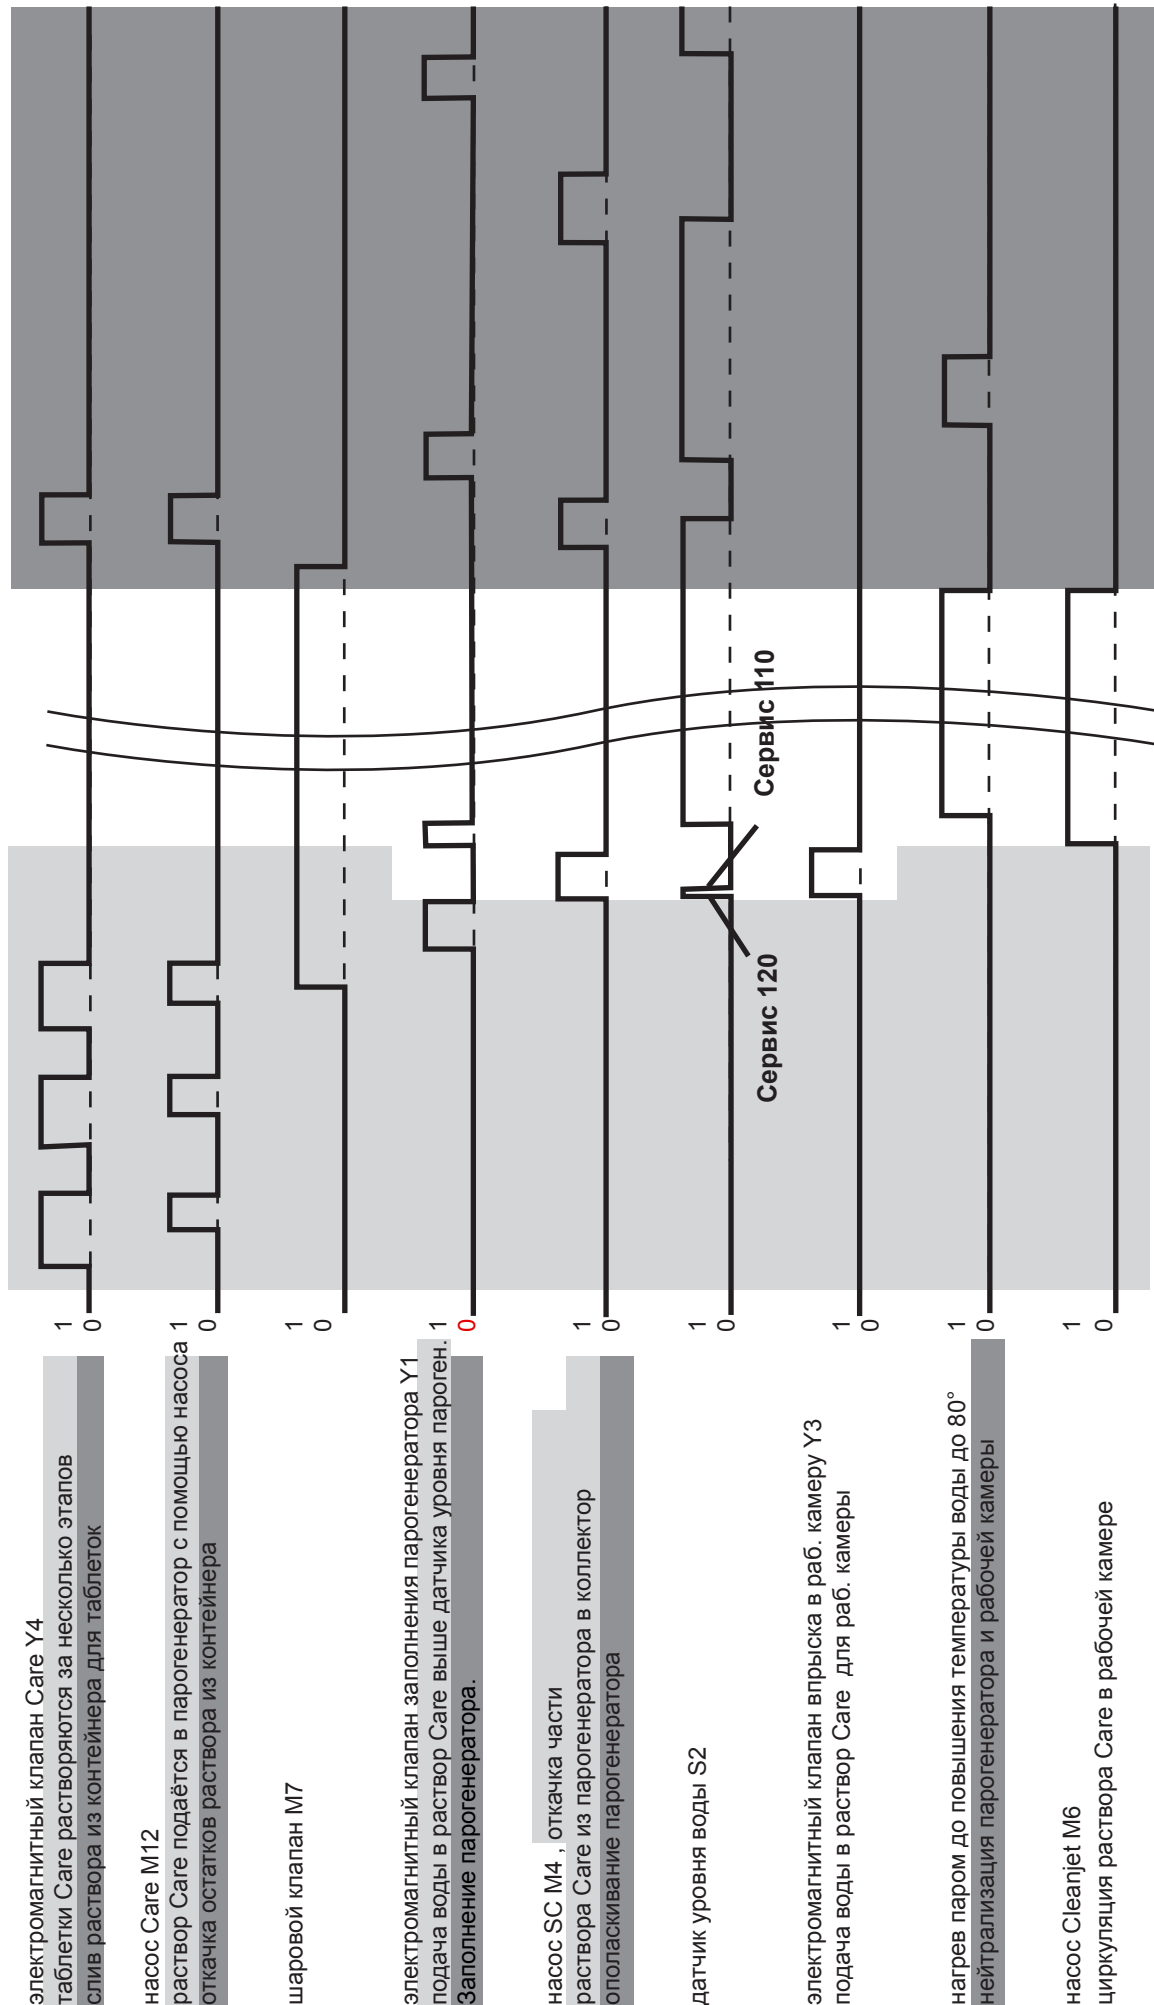 электромагнитный клапан Care Y4
таблетки Care растворяются за несколько этапов
слив раствора из контейнера для таблеток
1
0
насос Care M12
раствор Care подаётся в парогенератор с помощью насоса
откачка остатков раствора из контейнера
1
0
шаровой клапан M7
1
0
электромагнитный клапан заполнения парогенератора Y1
подача воды в раствор Care выше датчика уровня пароген.
Заполнение парогенератора.
1
0
насос SC M4 , откачка части
раствора Care из парогенератора в коллектор
ополаскивание парогенератора
1
0
датчик уровня воды S2
1
0
Сервис 120
Сервис 110
электромагнитный клапан впрыска в раб. камеру Y3
подача воды в раствор Care для раб. камеры
1
0
нагрев паром до повышения температуры воды до 80°
нейтрализация парогенератора и рабочей камеры
1
0
насос Cleanjet M6
циркуляция раствора Care в рабочей камере
1
0